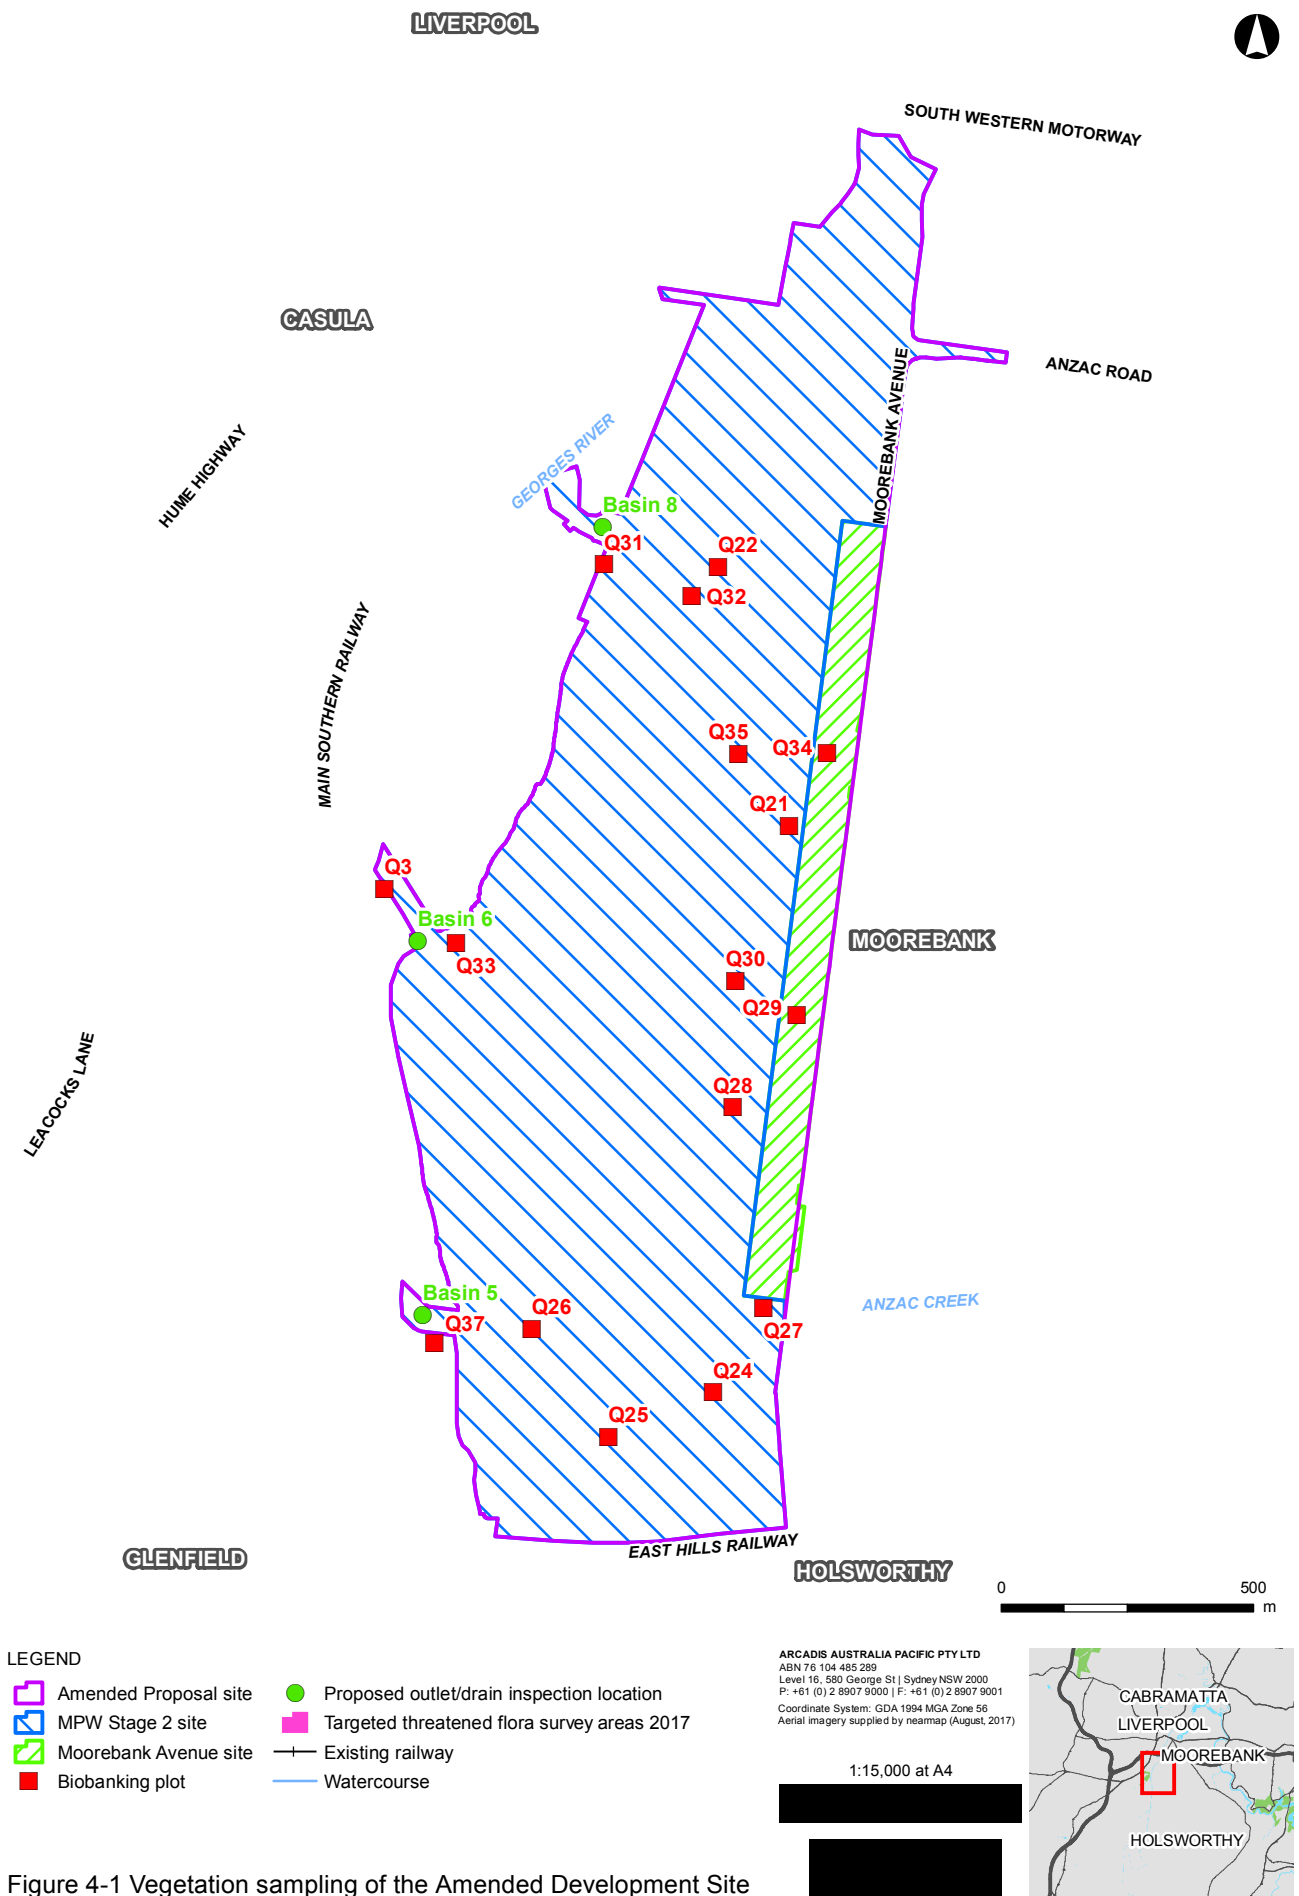 LIVERPOOL
SOUTH WESTERN MOTORWAY
CASULA
ANZAC ROAD
MOOREBANK AVENUE
HUME HIGHWAY
GEORGES RIVER
Basin 8
Q31
Q22
Q32
MAIN SOUTHERN RAILWAY
Q35
Q34
Q21
Q3
Basin 6
Q33
MOOREBANK
Q30
Q29
LEACOCKS LANE
Q28
Basin 5
Q37
Q26
Q27
ANZAC CREEK
Q24
Q25
EAST HILLS RAILWAY
GLENFIELD
HOLSWORTHY
0 500
m
LEGEND
Amended Proposal site
MPW Stage 2 site
Moorebank Avenue site
Biobanking plot
Proposed outlet/drain inspection location
Targeted threatened flora survey areas 2017
Existing railway
Watercourse
ARCADIS AUSTRALIA PACIFIC PTY LTD
ABN 76 104 485 289
Level 16, 580 George St | Sydney NSW 2000
P: +61 (0) 2 8907 9000 | F: +61 (0) 2 8907 9001
Coordinate System: GDA 1994 MGA Zone 56
Aerial imagery supplied by nearmap (August, 2017)
1:15,000 at A4
CABRAMATTA
LIVERPOOL
MOOREBANK
HOLSWORTHY
Figure 4-1 Vegetation sampling of the Amended Development Site